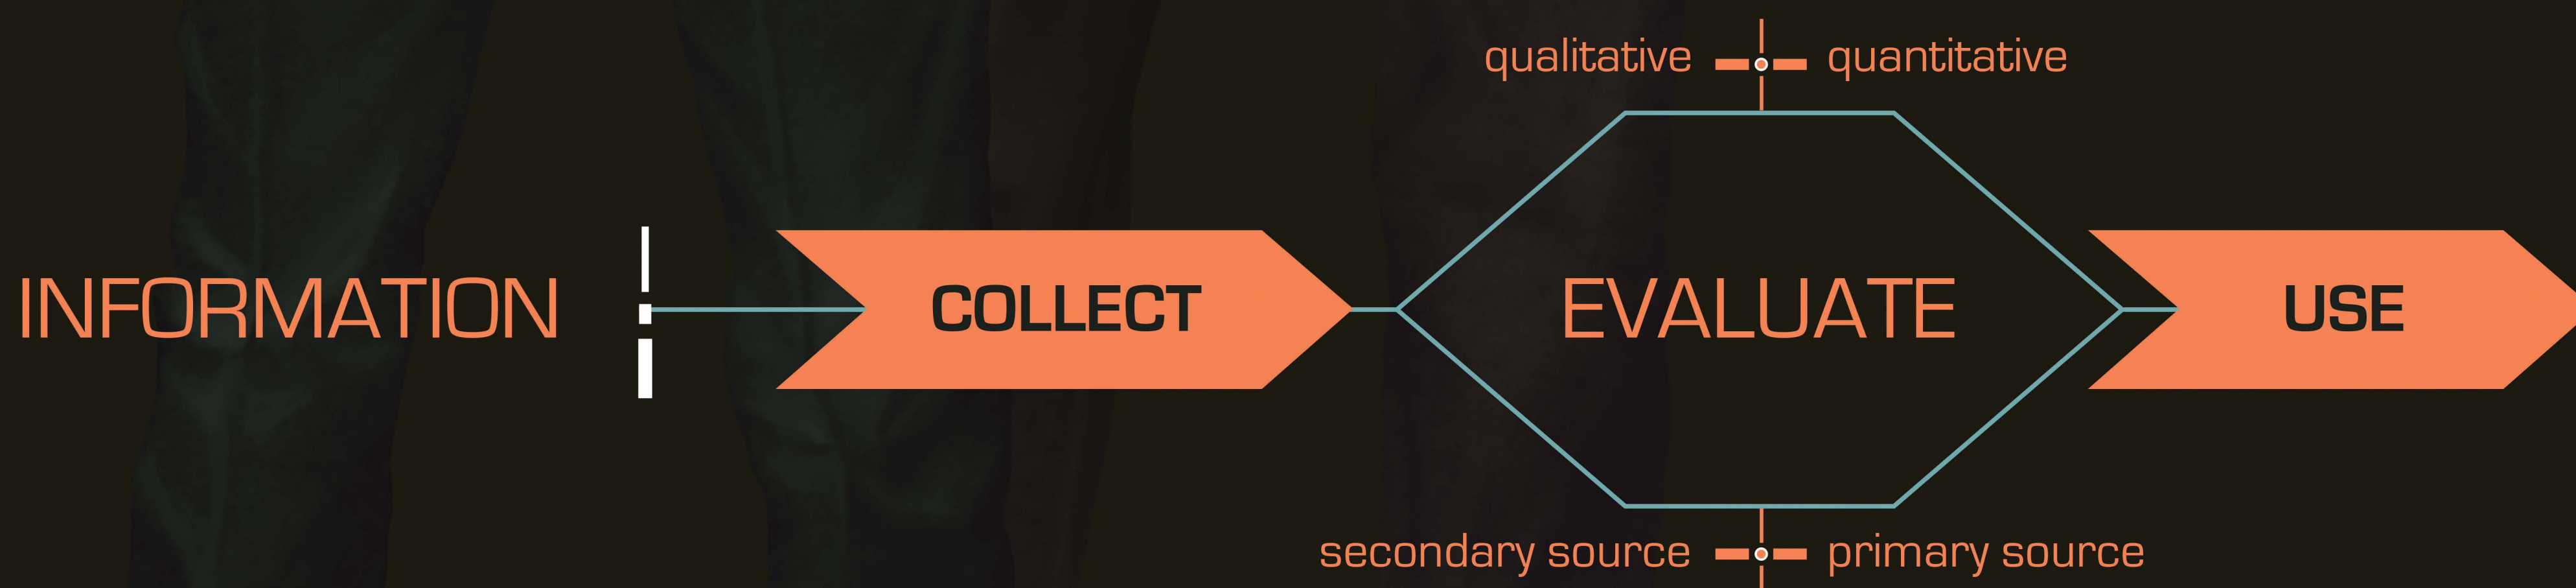 qualitative quantitative
INFORMATION COLLECT EVALUATE USE
secondary source primary source